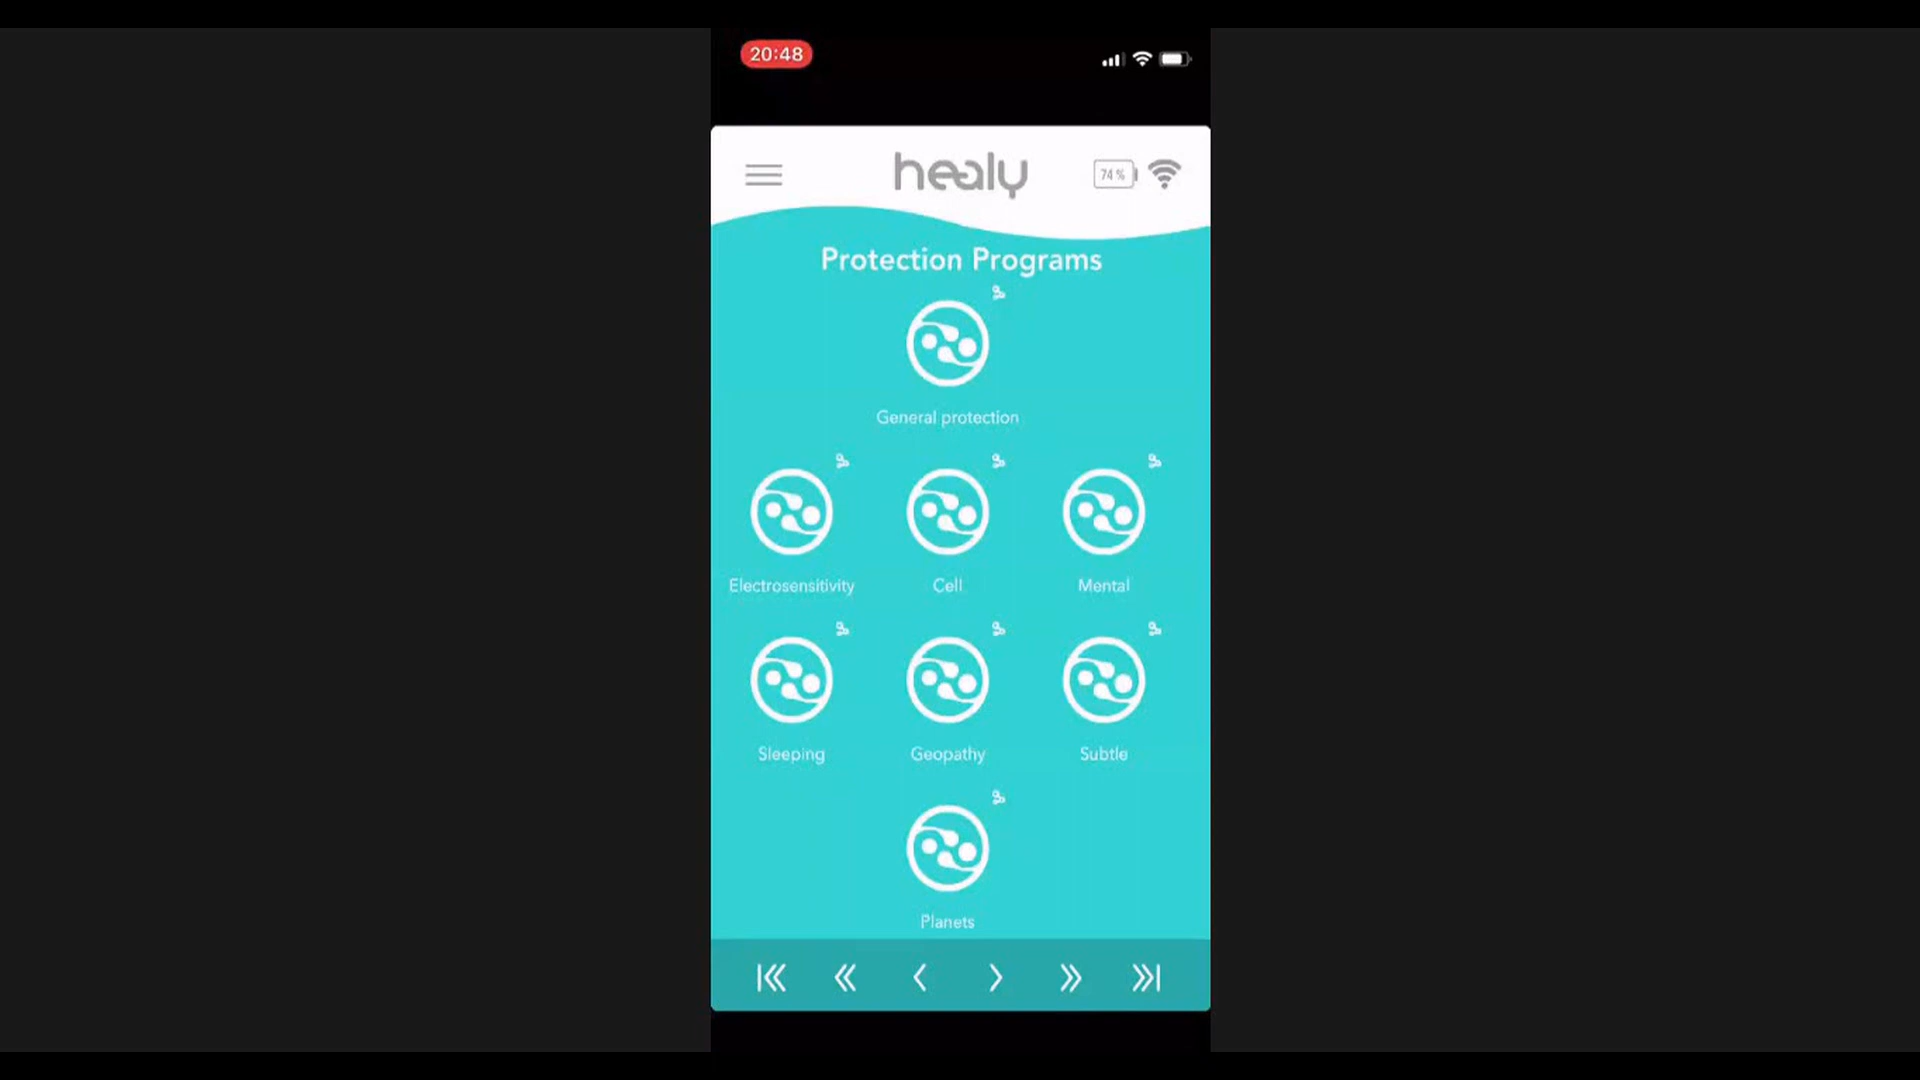 20:48
healy
74%
Protection Programs
General protection
Electrosensitivity
Cell
Mental
Sleeping
Geopathy
Subtle
Planets